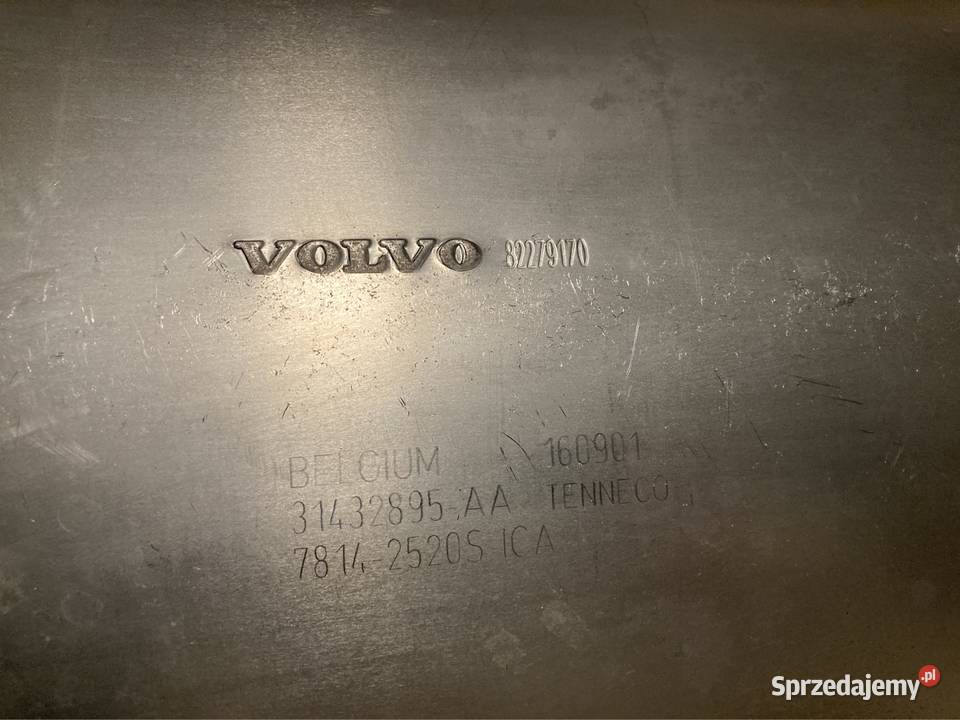 VOLVO 82279170
BELGIUM 160901
31432895 AA TENNECO
7814-2520S ICA
Sprzedajemy.pl